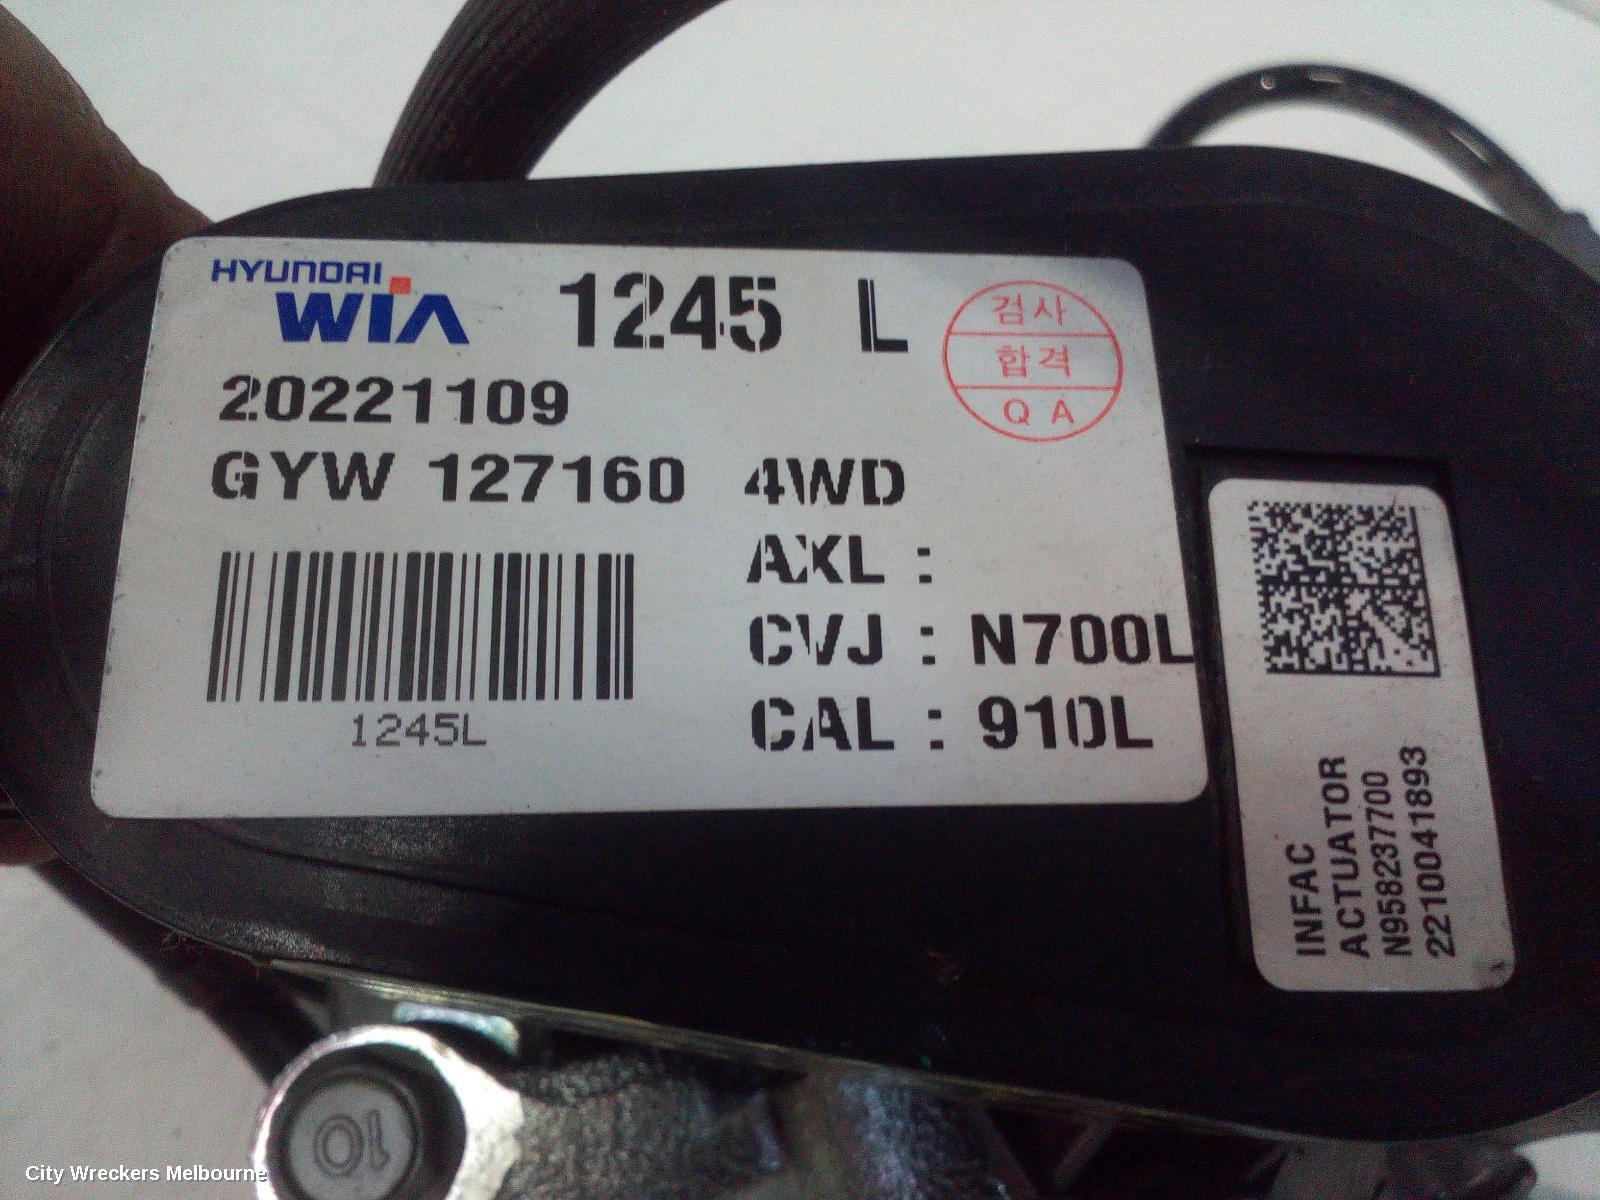 HYUNDAI
WIA
1245 L
검사
합격
QA
20221109
GYW 127160 4WD
AXL :
CVJ : N700L
CAL : 910L
1245L
INFAC
ACTUATOR
N958237700
2210041893
10
City Wreckers Melbourne